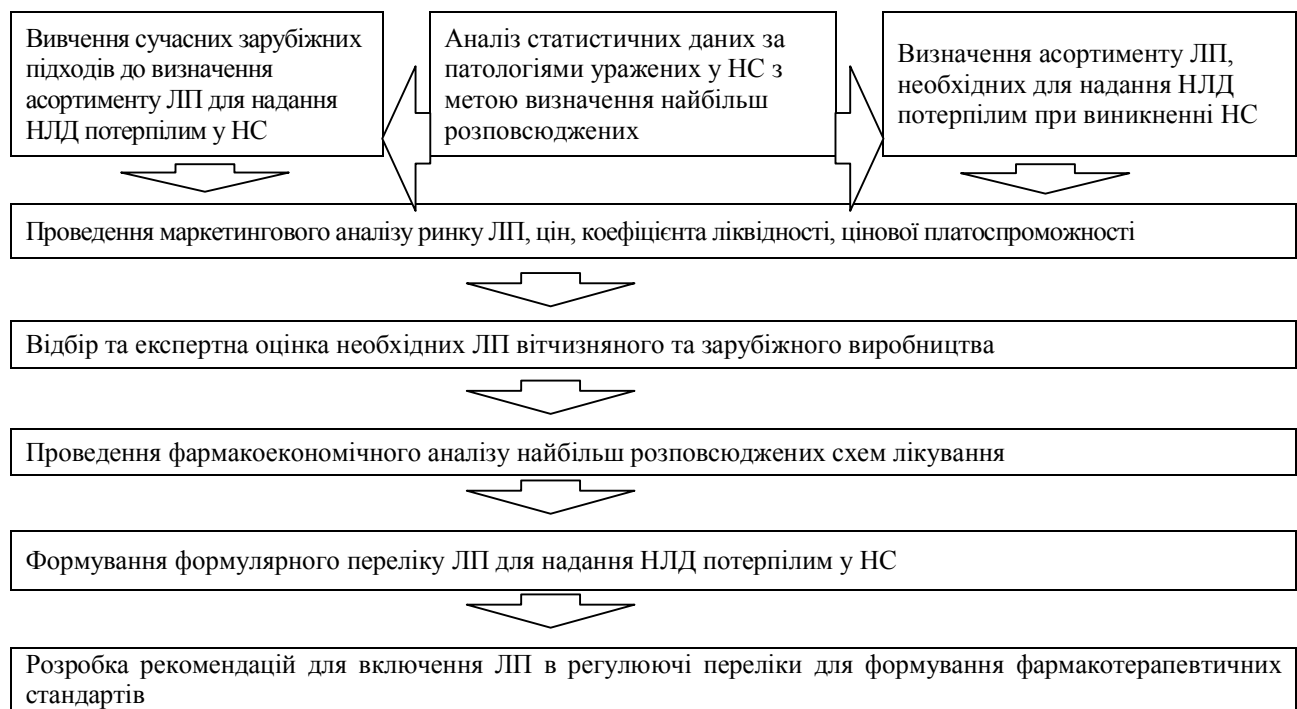 Вивчення сучасних зарубіжних
підходів до визначення
асортименту ЛП для надання
НЛД потерпілим у НС
Аналіз статистичних даних за
патологіями уражених у НС з
метою визначення найбільш
розповсюджених
Визначення асортименту ЛП,
необхідних для надання НЛД
потерпілим при виникненні НС
Проведення маркетингового аналізу ринку ЛП, цін, коефіцієнта ліквідності, цінової платоспроможності
Відбір та експертна оцінка необхідних ЛП вітчизняного та зарубіжного виробництва
Проведення фармакоекономічного аналізу найбільш розповсюджених схем лікування
Формування формулярного переліку ЛП для надання НЛД потерпілим у НС
Розробка рекомендацій для включення ЛП в регулюючі переліки для формування фармакотерапевтичних
стандартів